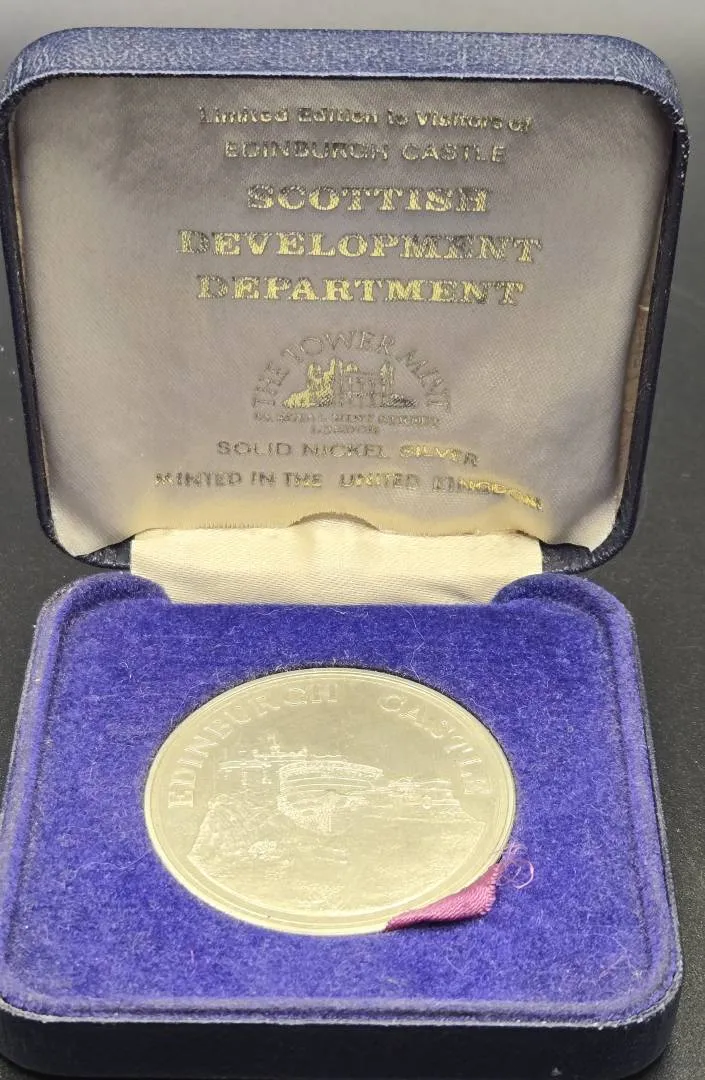 Limited Edition to Visitors of
EDINBURGH CASTLE
SCOTTISH
DEVELOPMENT
DEPARTMENT
THE TOWER MINT
LONDON
SOLID NICKEL SILVER
MINTED IN THE UNITED KINGDOM
EDINBURGH CASTLE